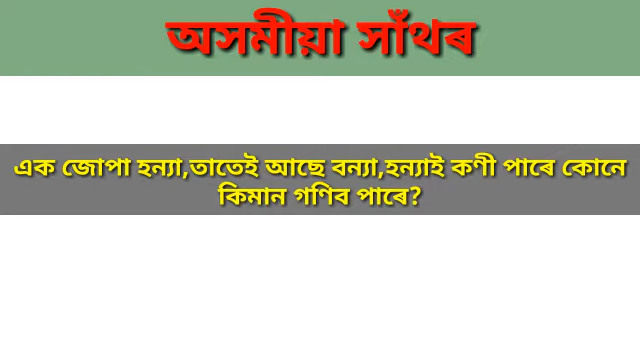 অসমীয়া সাঁথৰ
এক জোপা হন্যা,তাতেই আছে বন্যা,হন্যাই কণী পাৰে কোনে
কিমান গণিব পাৰে?